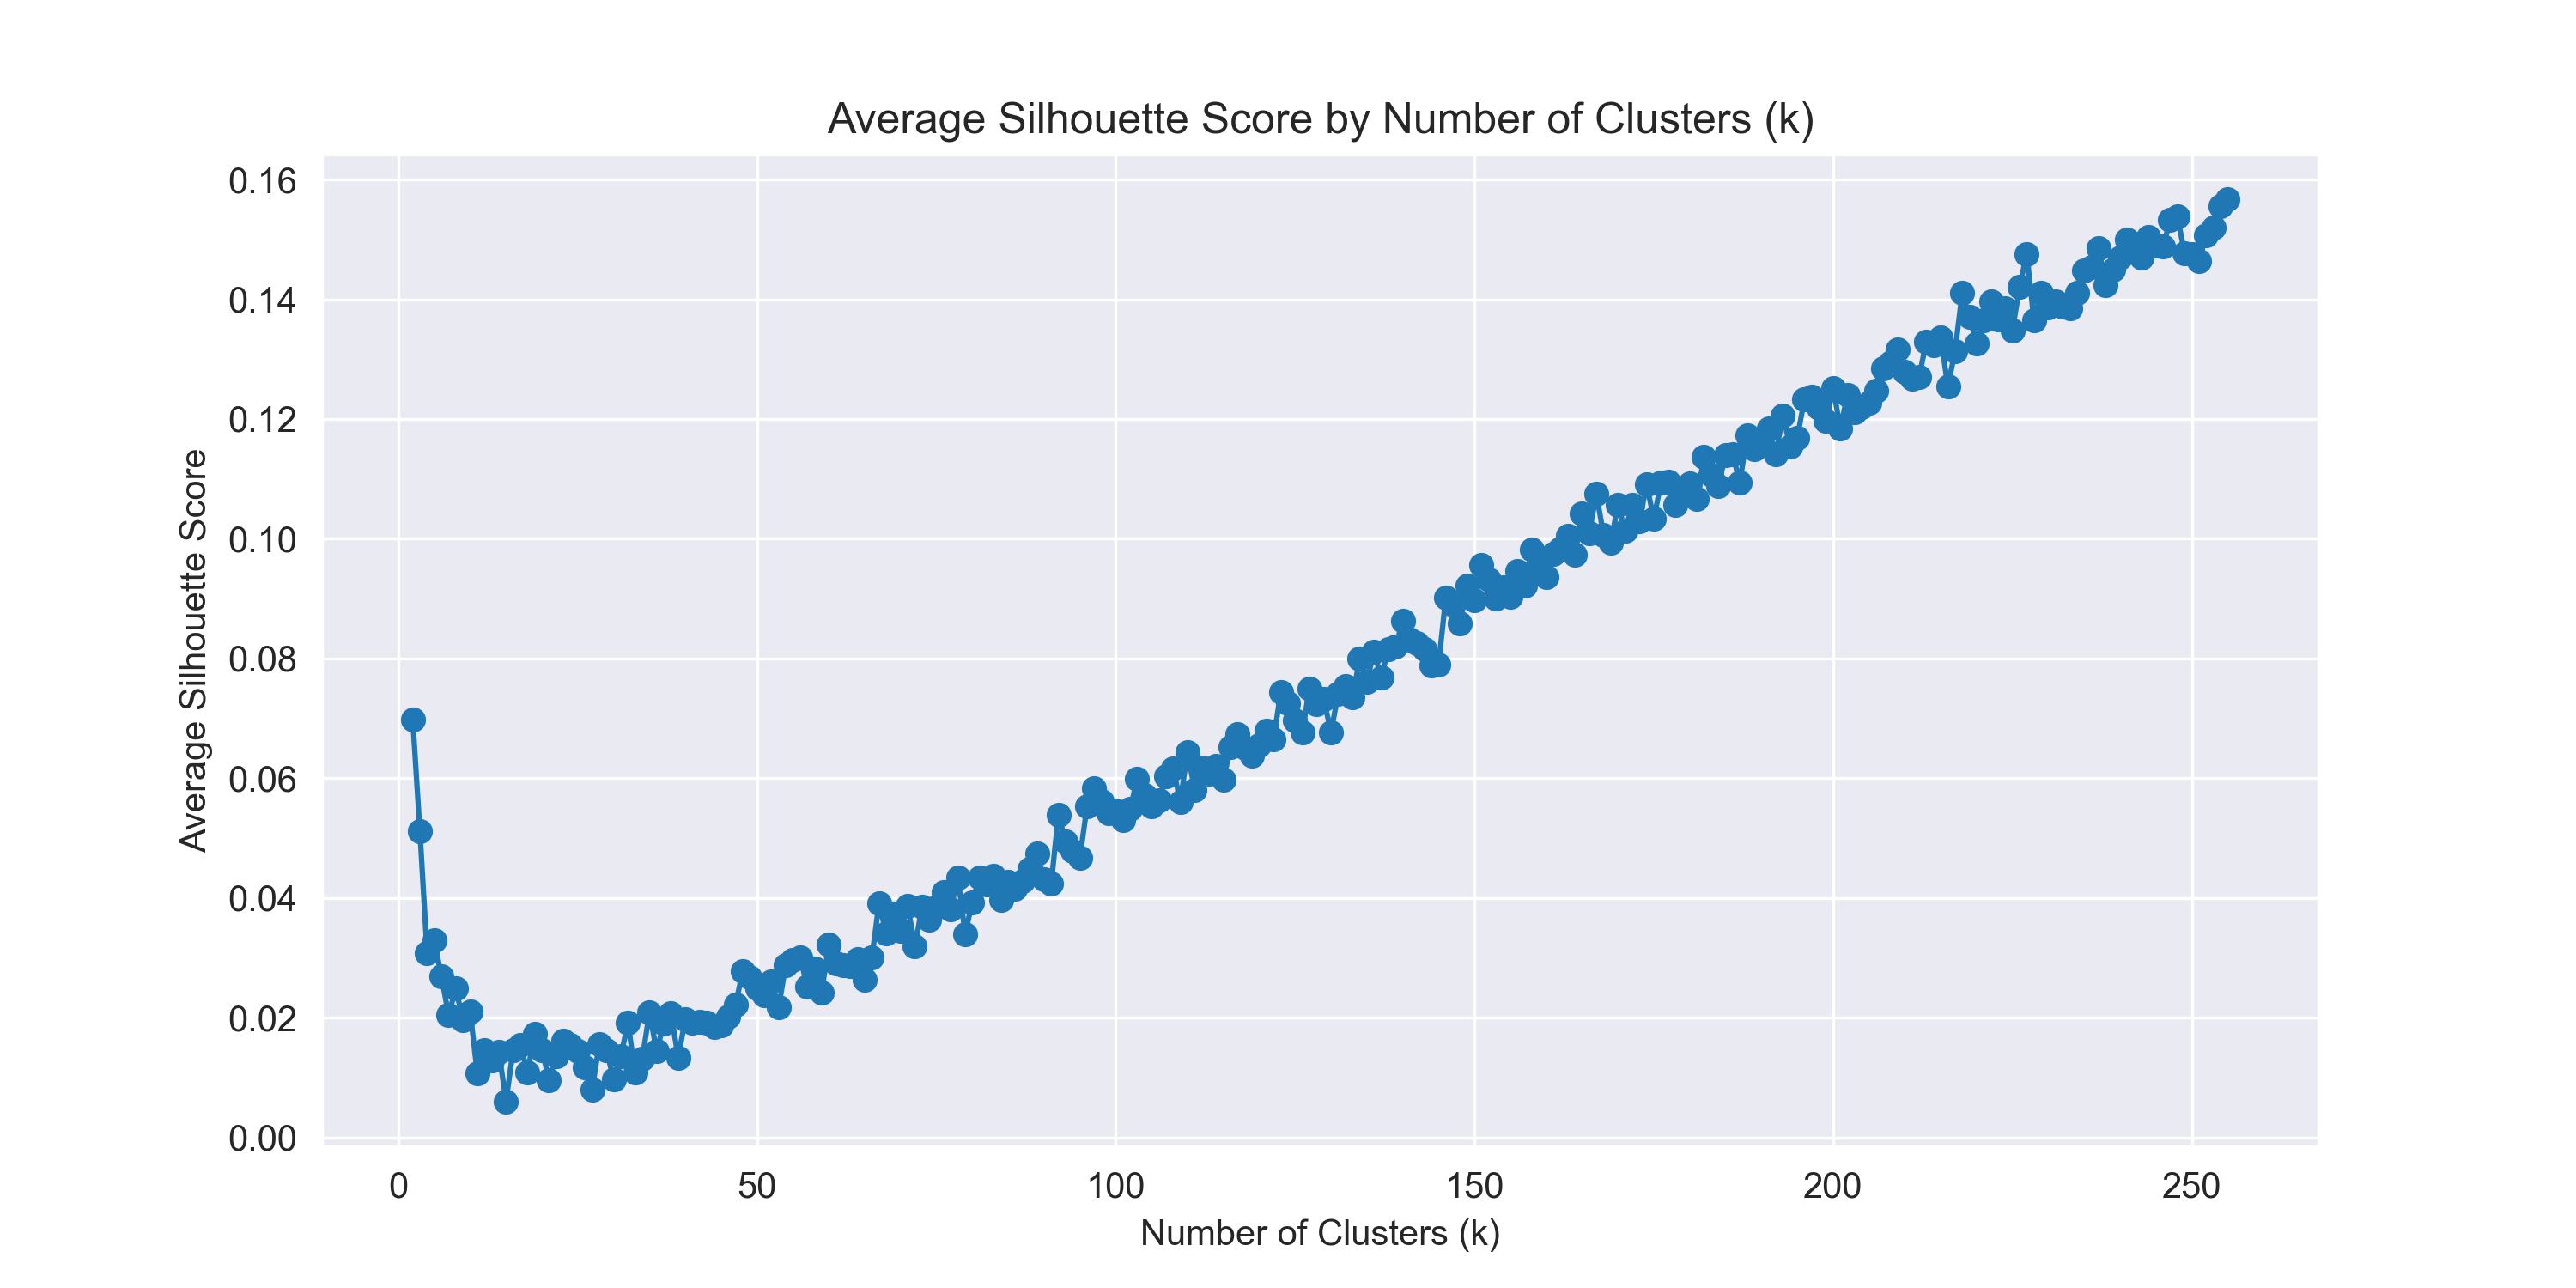 Average Silhouette Score by Number of Clusters (k)
0.16
0.14
0.12
0.10
0.08
0.06
0.04
0.02
0.00
Average Silhouette Score
0 50 100 150 200 250
Number of Clusters (k)